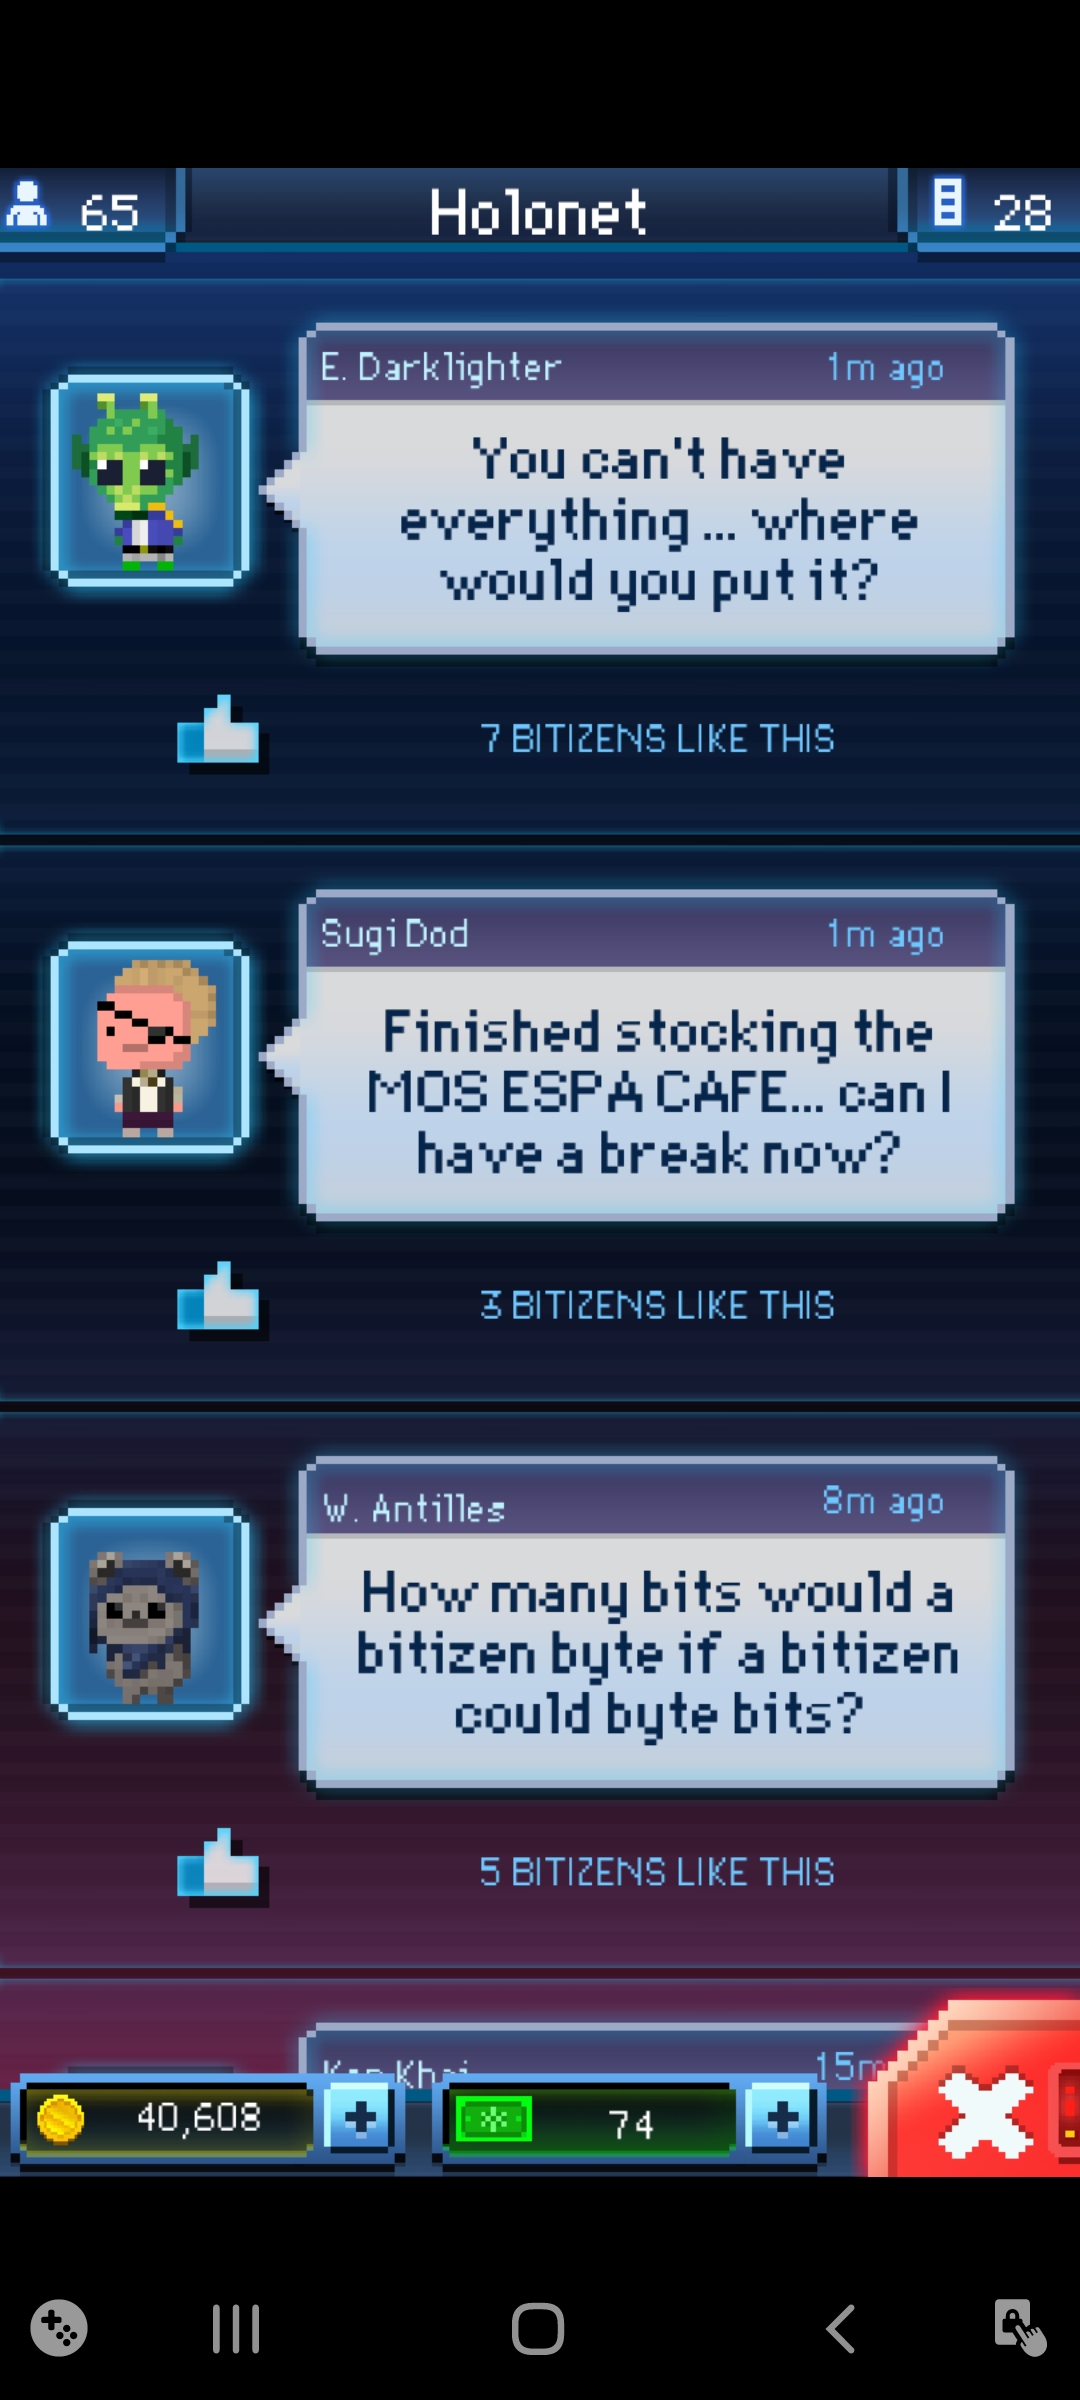 65
Holonet
28
E. Darklighter
1m ago
You can't have
everything ... where
would you put it?
7 BITIZENS LIKE THIS
Sugi Dod
1m ago
Finished stocking the
MOS ESPA CAFE... can I
have a break now?
3 BITIZENS LIKE THIS
W. Antilles
8m ago
How many bits would a
bitizen byte if a bitizen
could byte bits?
5 BITIZENS LIKE THIS
15m
40,608
74